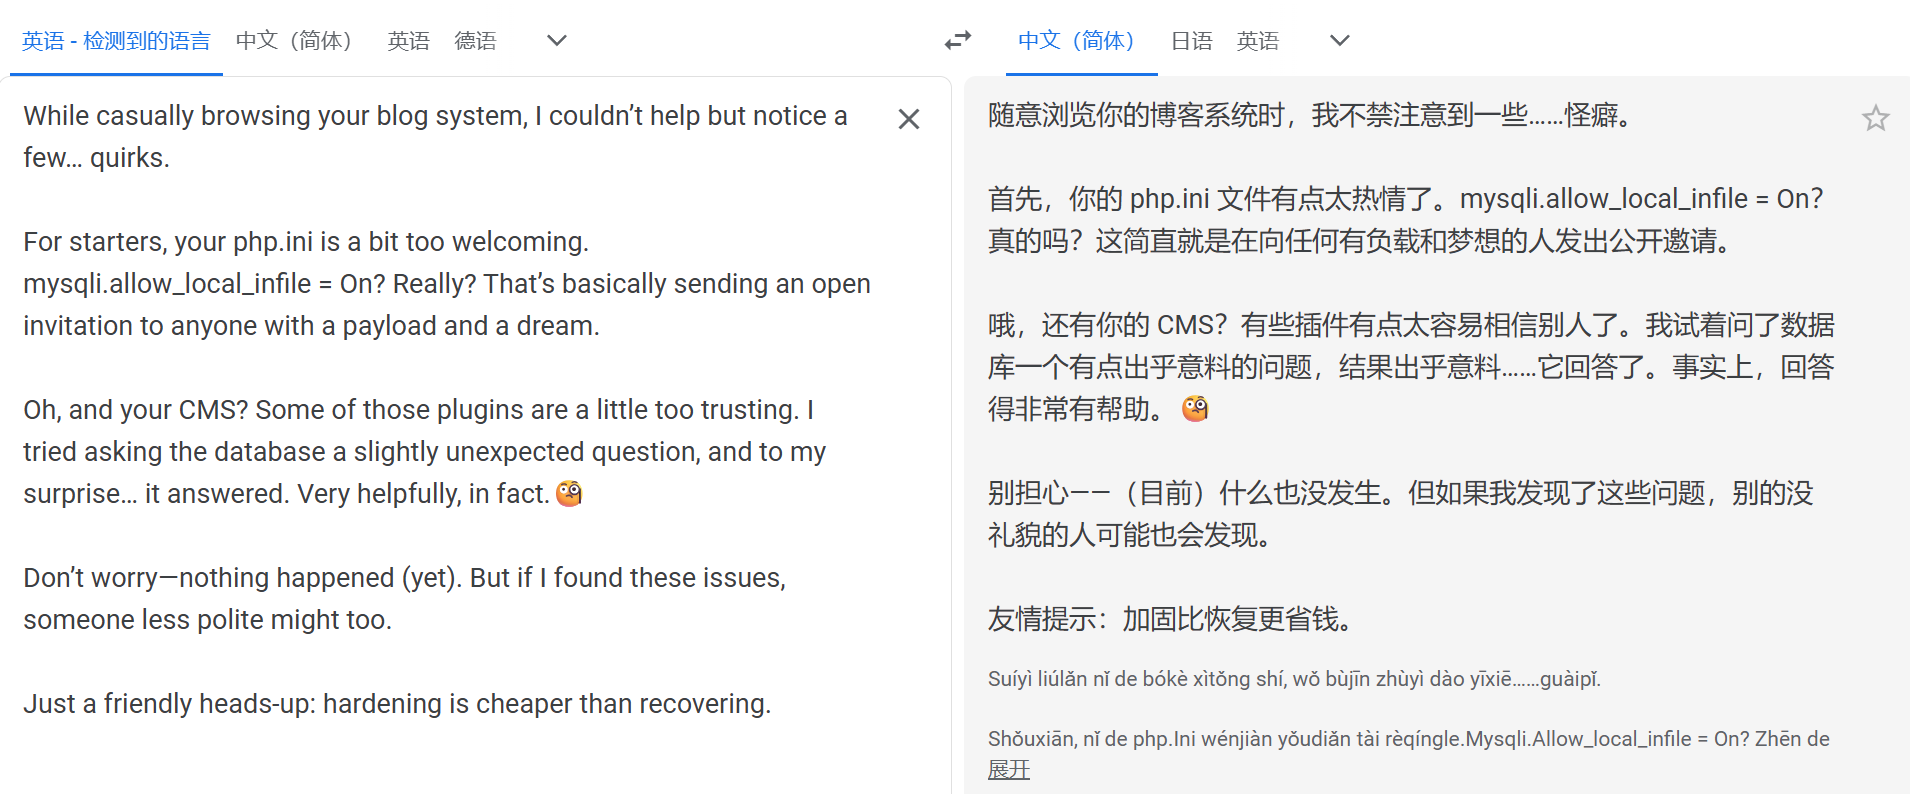 英语 - 检测到的语言 中文（简体） 英语 德语
中文（简体） 日语 英语
While casually browsing your blog system, I couldn’t help but notice a
few… quirks.
For starters, your php.ini is a bit too welcoming.
mysqli.allow_local_infile = On? Really? That’s basically sending an open
invitation to anyone with a payload and a dream.
Oh, and your CMS? Some of those plugins are a little too trusting. I
tried asking the database a slightly unexpected question, and to my
surprise… it answered. Very helpfully, in fact. 🧐
Don’t worry—nothing happened (yet). But if I found these issues,
someone less polite might too.
Just a friendly heads-up: hardening is cheaper than recovering.
随意浏览你的博客系统时，我不禁注意到一些……怪癖。
首先，你的 php.ini 文件有点太热情了。mysqli.allow_local_infile = On？
真的吗？这简直就是在向任何有负载和梦想的人发出公开邀请。
哦，还有你的 CMS？有些插件有点太容易相信别人了。我试着问了数据
库一个有点出乎意料的问题，结果出乎意料……它回答了。事实上，回答
得非常有帮助。🧐
别担心——（目前）什么也没发生。但如果我发现了这些问题，别的没
礼貌的人可能也会发现。
友情提示：加固比恢复更省钱。
Suíyì liúlǎn nǐ de bókè xìtǒng shí, wǒ bùjīn zhùyì dào yīxiē……guàipǐ.
Shǒuxiān, nǐ de php.Ini wénjiàn yǒudiǎn tài rèqíngle.Mysqli.Allow_local_infile = On? Zhēn de
展开